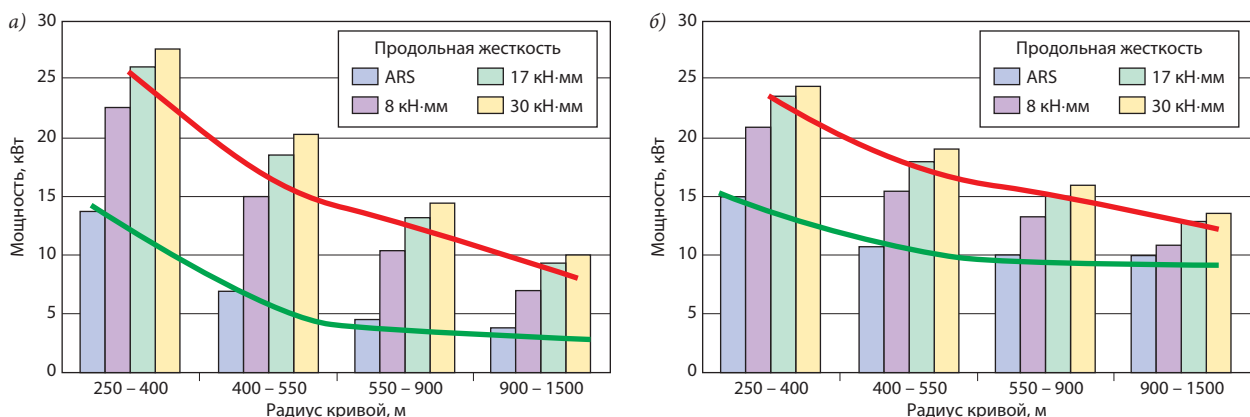 а)
Мощность, кВт
30
25
20
15
10
5
0
Продольная жесткость
ARS
17 кН·мм
8 кН·мм
30 кН·мм
250 – 400
400 – 550
550 – 900
900 – 1500
Радиус кривой, м
б)
Мощность, кВт
30
25
20
15
10
5
0
Продольная жесткость
ARS
17 кН·мм
8 кН·мм
30 кН·мм
250 – 400
400 – 550
550 – 900
900 – 1500
Радиус кривой, м